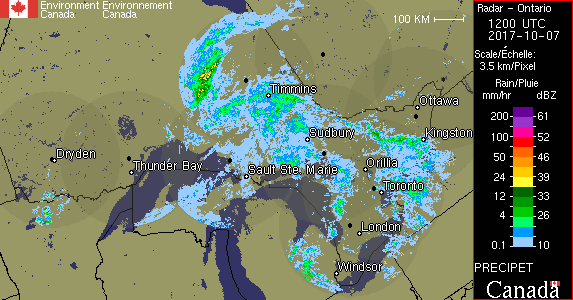 Environment Environnement
Canada Canada
100 KM
Timmins
Ottawa
Sudbury
Kingston
Dryden
Thunder Bay
Sault Ste. Marie
Orillia
Toronto
London
Windsor
Radar - Ontario
1200 UTC
2017-10-07
Scale/Échelle:
3.5 km/Pixel
Rain/Pluie
mm/hr dBZ
200 61
100 52
50 46
24 39
12 33
4 26
0.1 10
PRECIPET
Canada